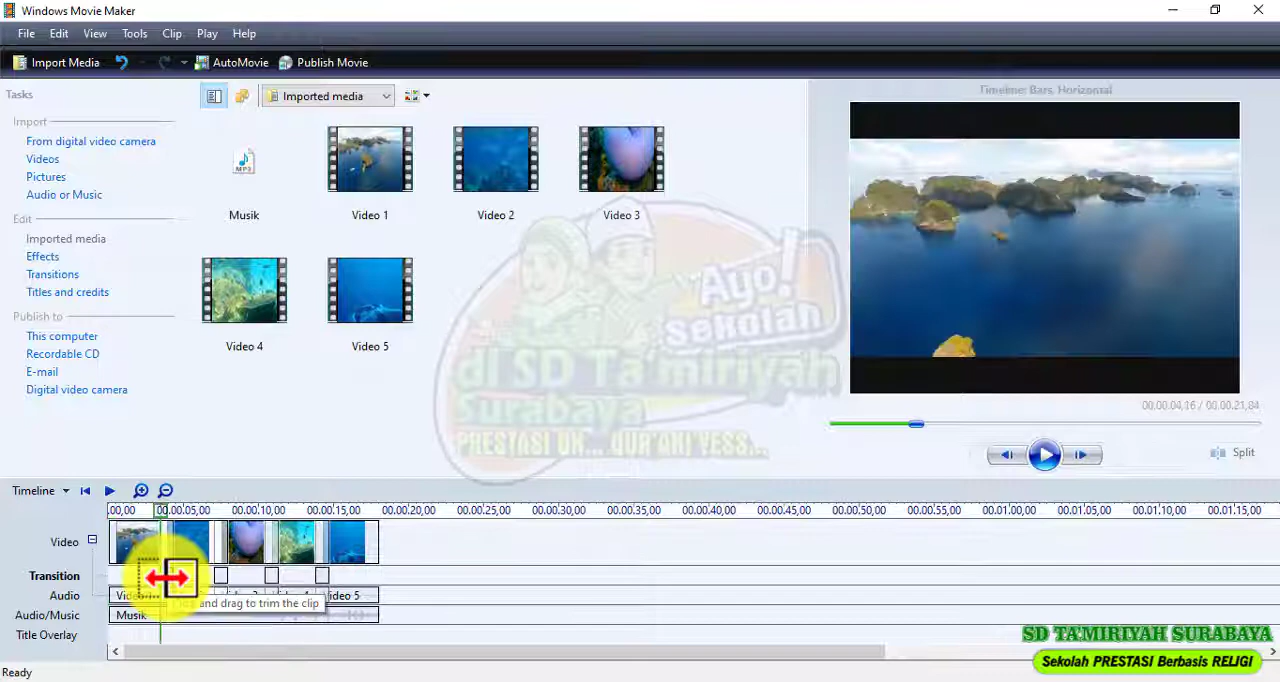 Windows Movie Maker
File Edit View Tools Clip Play Help
Import Media AutoMovie Publish Movie
Tasks
Import
From digital video camera
Videos
Pictures
Audio or Music
Edit
Imported media
Effects
Transitions
Titles and credits
Publish to
This computer
Recordable CD
E-mail
Digital video camera
Imported media
MP3
Musik
Video 1
Video 2
Video 3
Video 4
Video 5
Ayo!
sekolah
di SD Ta'miriyah
Surabaya
PRESTASI OK... QUR'ANI YESS...
Timeline: Bars, Horizontal
00.00.04,16 / 00.00.21,84
Split
Timeline
00,00 00.00.05,00 00.00.10,00 00.00.15,00 00.00.20,00 00.00.25,00 00.00.30,00 00.00.35,00 00.00.40,00 00.00.45,00 00.00.50,00 00.00.55,00 00.01.00,00 00.01.05,00 00.01.10,00 00.01.15,00
Video
Transition
Audio
Video 5
and drag to trim the clip
Audio/Music
Musik
Title Overlay
SD TA'MIRIYAH SURABAYA
Sekolah PRESTASI Berbasis RELIGI
Ready